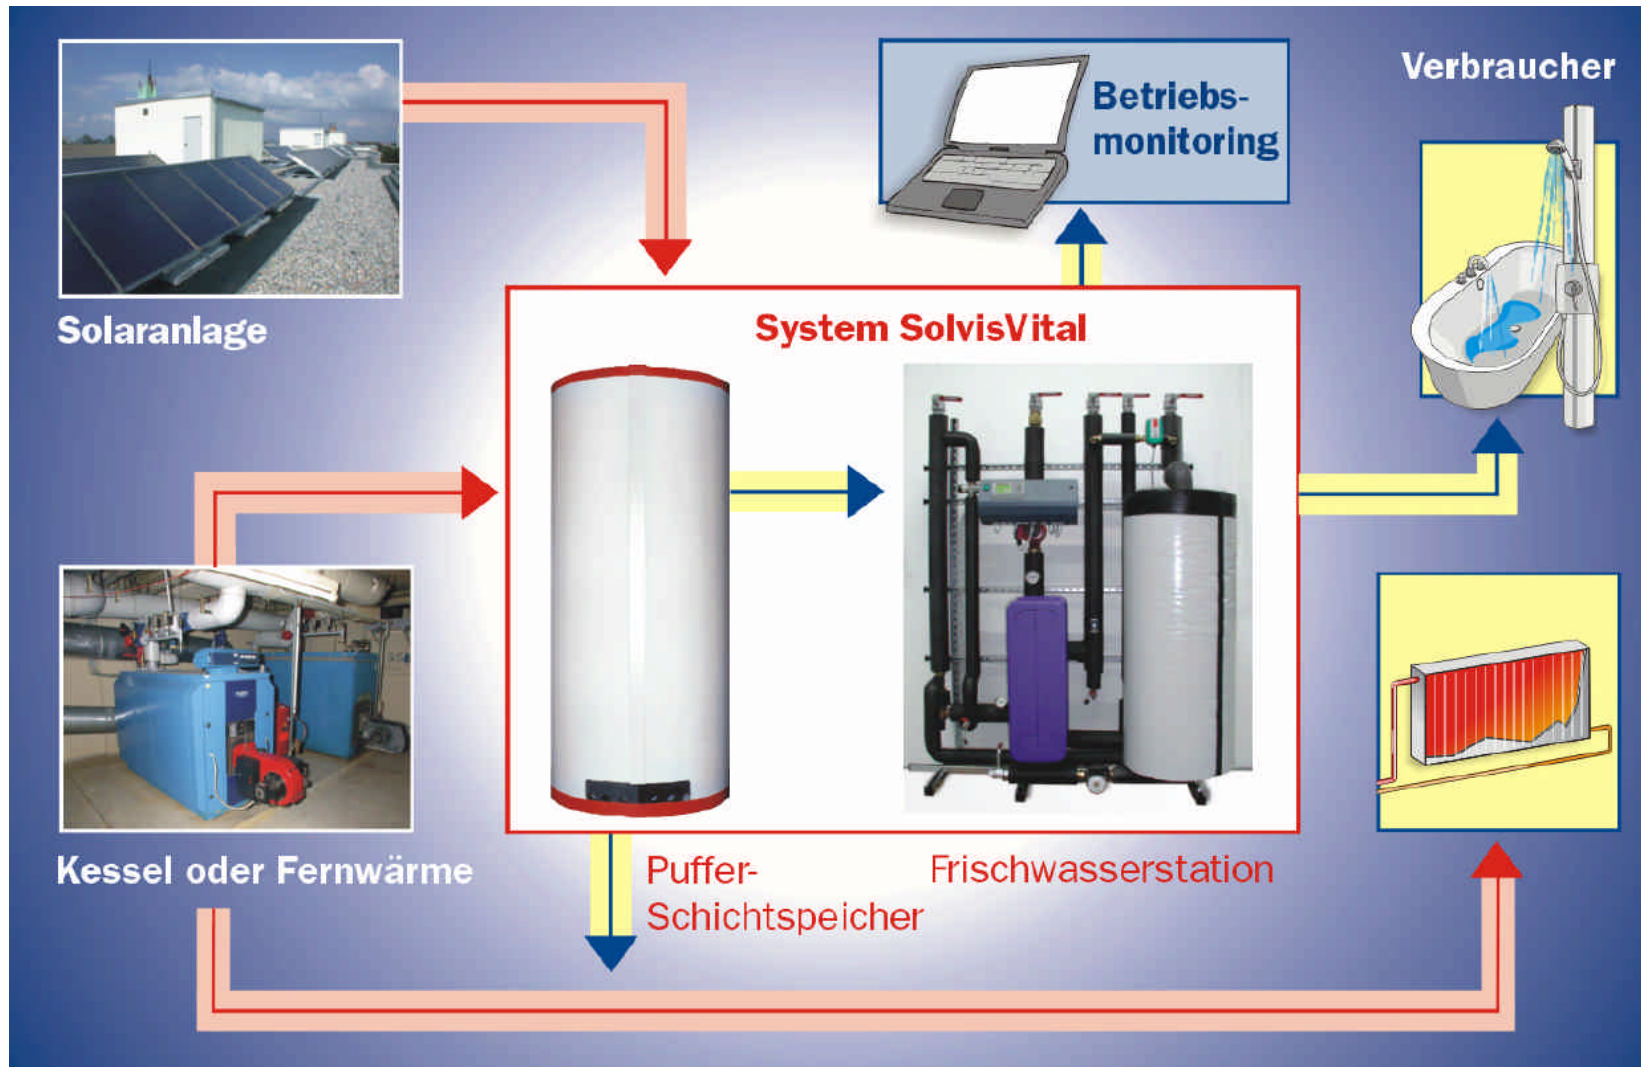 Verbraucher
Betriebs-
monitoring
Solaranlage
System SolvisVital
Kessel oder Fernwärme
Puffer-
Schichtspeicher
Frischwasserstation